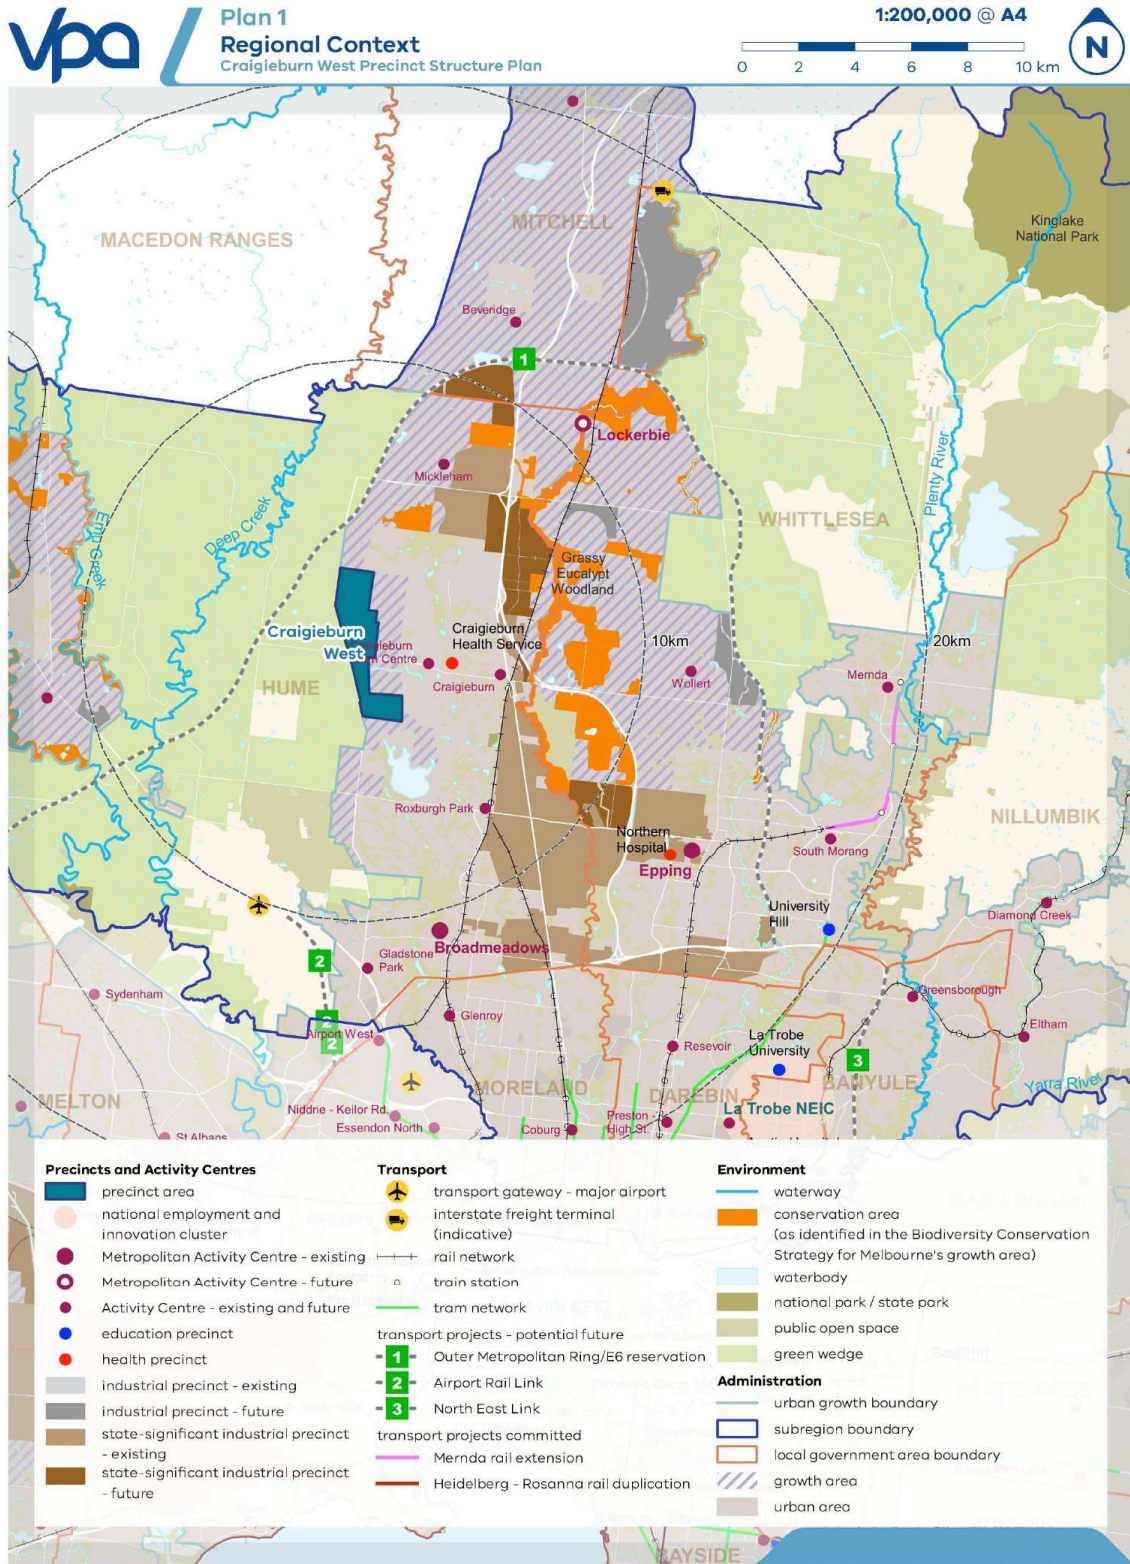 vpa
Plan 1
Regional Context
Craigieburn West Precinct Structure Plan
1:200,000 @ A4
0 2 4 6 8 10 km
N
MACEDON RANGES
MITCHELL
Kinglake
National Park
Beveridge
1
Lockerbie
Mickleham
Deep Creek
Emu Creek
Plenty River
WHITTLESEA
Grassy
Eucalypt
Woodland
Craigieburn
West
Craigieburn
Health Service
10km
20km
Centre
Craigieburn
HUME
Wollert
Mernda
Roxburgh Park
NILLUMBIK
Northern
Hospital
Epping
South Morang
University
Hill
Diamond Creek
Broadmeadows
Gladstone
Park
2
Sydenham
Greensborough
Glenroy
2
Airport West
2
Eltham
Resevoir
La Trobe
University
3
MELTON
MORELAND
DAREBIN
BANYULE
Yarra River
La Trobe NEIC
Niddrie - Keilor Rd.
Essendon North
Coburg
Preston -
High St.
St Albans
Precincts and Activity Centres
precinct area
national employment and
innovation cluster
Metropolitan Activity Centre - existing
Metropolitan Activity Centre - future
Activity Centre - existing and future
education precinct
health precinct
industrial precinct - existing
industrial precinct - future
state-significant industrial precinct
- existing
state-significant industrial precinct
- future
Transport
transport gateway - major airport
interstate freight terminal
(indicative)
rail network
train station
tram network
transport projects - potential future
1 Outer Metropolitan Ring/E6 reservation
2 Airport Rail Link
3 North East Link
transport projects committed
Mernda rail extension
Heidelberg - Rosanna rail duplication
Environment
waterway
conservation area
(as identified in the Biodiversity Conservation
Strategy for Melbourne's growth area)
waterbody
national park / state park
public open space
green wedge
Administration
urban growth boundary
subregion boundary
local government area boundary
growth area
urban area
BAYSIDE